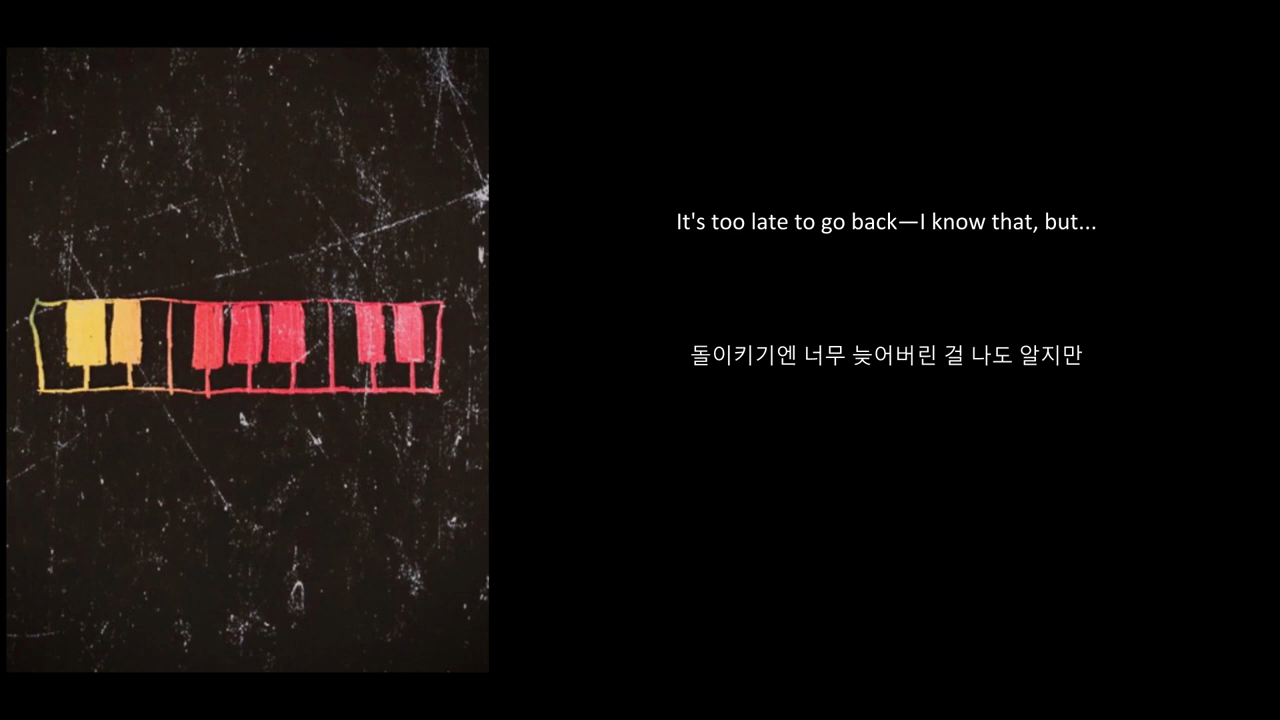 It's too late to go back—I know that, but...
돌이키기엔 너무 늦어버린 걸 나도 알지만